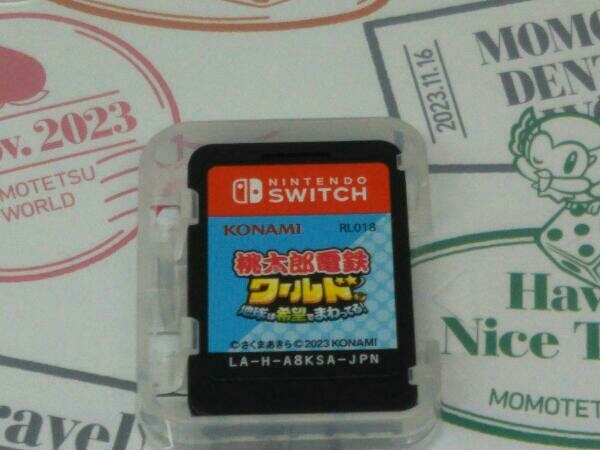 ov. 2023
MOTETSU
WORLD
2023.11.16
MOMO
DENT
NINTENDO
SWITCH
KONAMI RL018
桃太郎電鉄
ワールド
地球は希望でまわってる!
©さくまあきら ©2023 KONAMI
LA-H-A8KSA-JPN
Hav
Nice T
MOMOTET
ravel